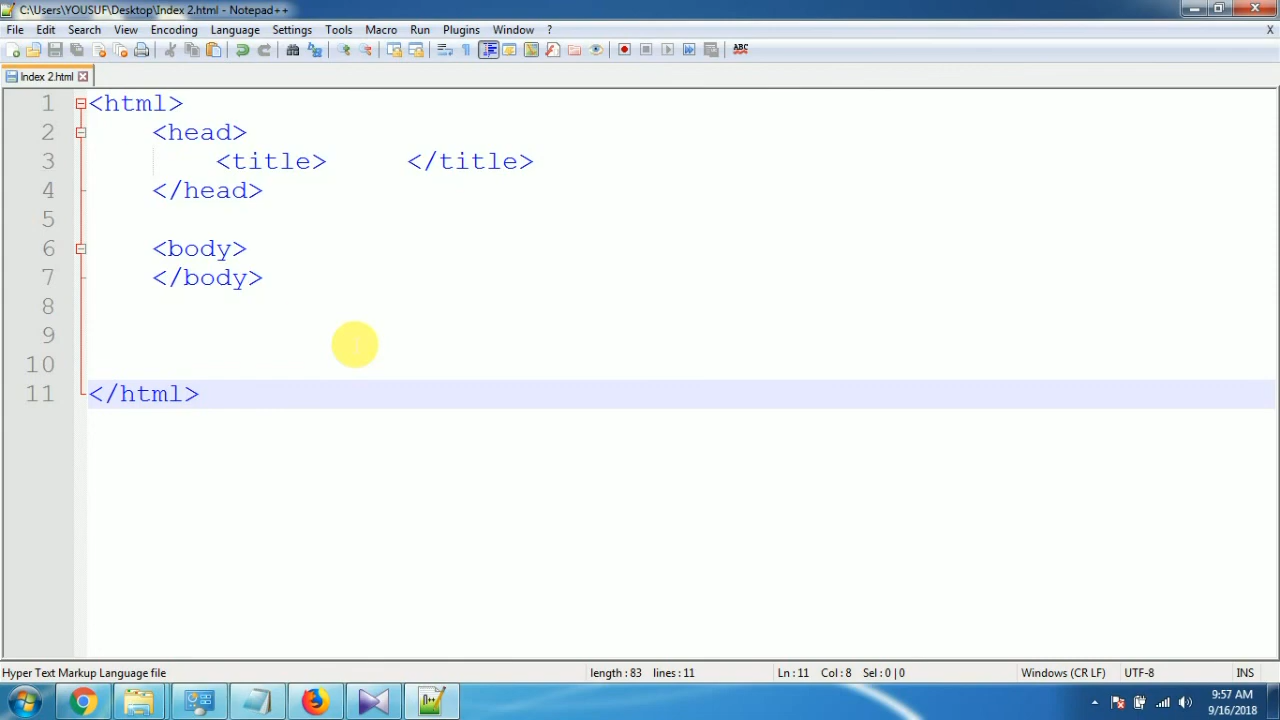 C:\Users\YOUSUF\Desktop\Index 2.html - Notepad++
File Edit Search View Encoding Language Settings Tools Macro Run Plugins Window ? X
ABC
Index 2.html
1 <html>
2 <head>
3 <title> </title>
4 </head>
5
6 <body>
7 </body>
8
9
10
11 </html>
Hyper Text Markup Language file length : 83 lines : 11 Ln : 11 Col : 8 Sel : 0 | 0 Windows (CR LF) UTF-8 INS
9:57 AM
9/16/2018